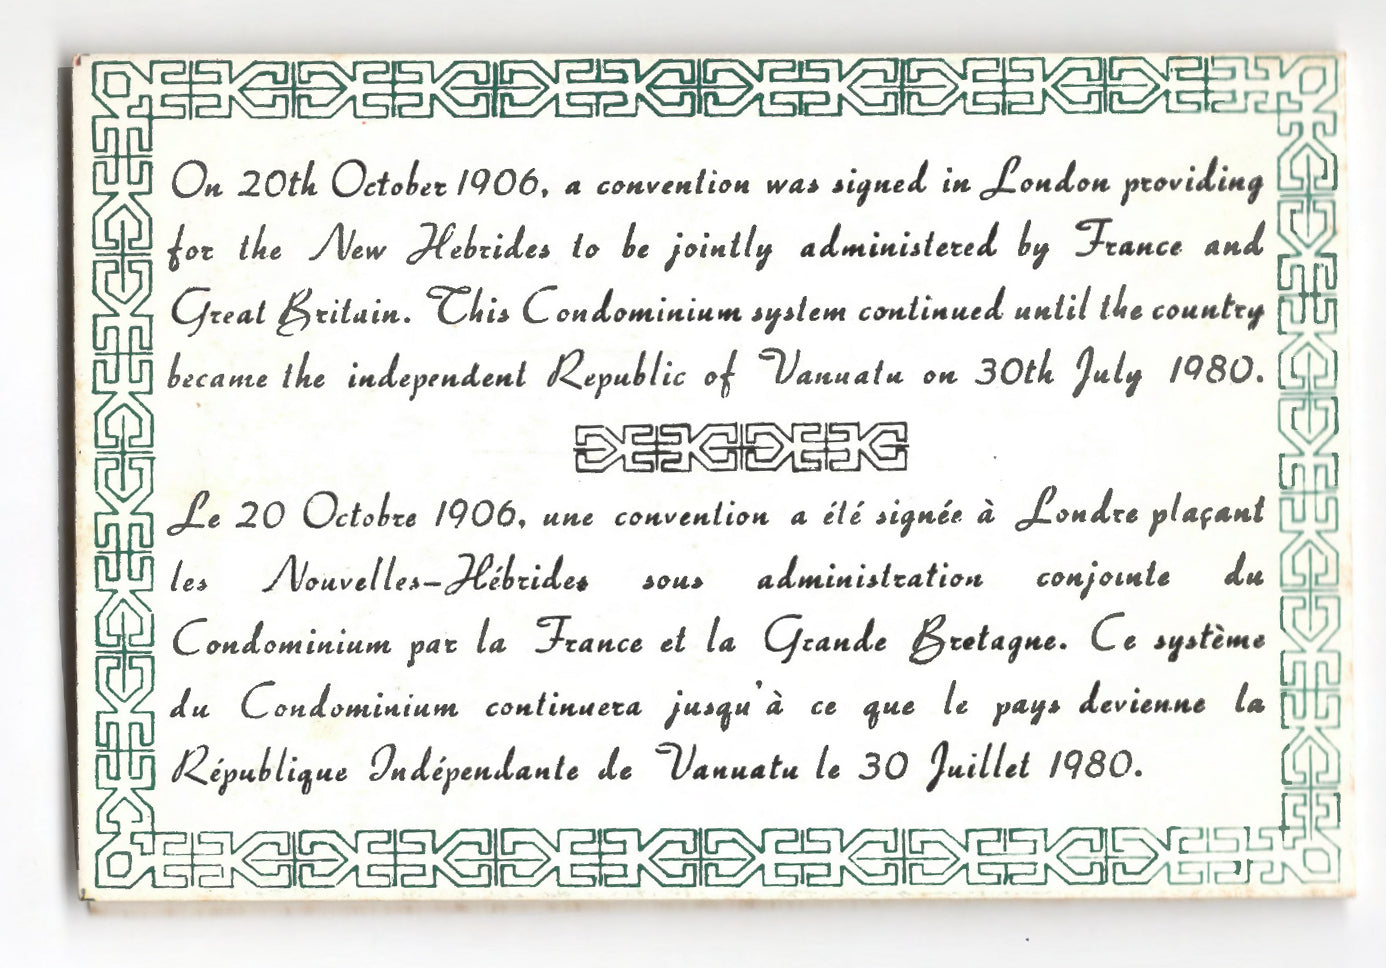 On 20th October 1906, a convention was signed in London providing
for the New Hebrides to be jointly administered by France and
Great Britain. This Condominium system continued until the country
became the independent Republic of Vanuatu on 30th July 1980.
Le 20 Octobre 1906, une convention a été signée à Londre plaçant
les Nouvelles-Hébrides sous administration conjointe du
Condominium par la France et la Grande Bretagne. Ce système
du Condominium continuera jusqu'à ce que le pays devienne la
République Indépendante de Vanuatu le 30 Juillet 1980.